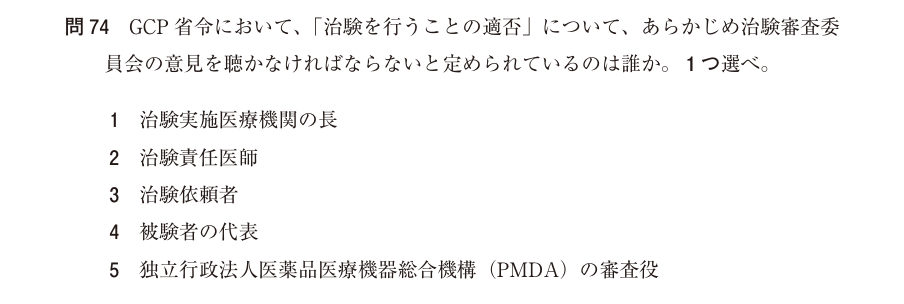 問 74 GCP 省令において、「治験を行うことの適否」について、あらかじめ治験審査委
員会の意見を聴かなければならないと定められているのは誰か。1つ選べ。
1 治験実施医療機関の長
2 治験責任医師
3 治験依頼者
4 被験者の代表
5 独立行政法人医薬品医療機器総合機構（PMDA）の審査役